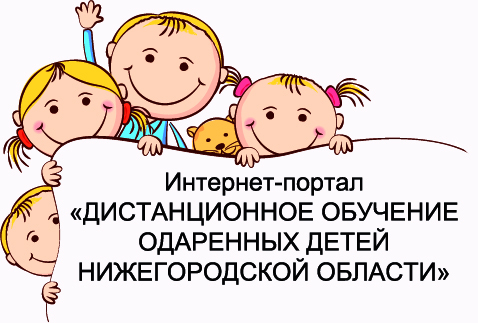 Интернет-портал
«ДИСТАНЦИОННОЕ ОБУЧЕНИЕ
ОДАРЕННЫХ ДЕТЕЙ
НИЖЕГОРОДСКОЙ ОБЛАСТИ»